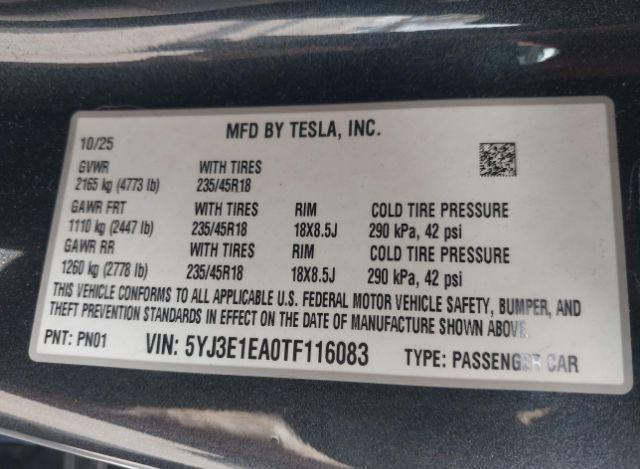 MFD BY TESLA, INC.
10/25
GVWR WITH TIRES
2165 kg (4773 lb) 235/45R18
GAWR FRT WITH TIRES RIM COLD TIRE PRESSURE
1110 kg (2447 lb) 235/45R18 18X8.5J 290 kPa, 42 psi
GAWR RR WITH TIRES RIM COLD TIRE PRESSURE
1260 kg (2778 lb) 235/45R18 18X8.5J 290 kPa, 42 psi
THIS VEHICLE CONFORMS TO ALL APPLICABLE U.S. FEDERAL MOTOR VEHICLE SAFETY, BUMPER, AND
THEFT PREVENTION STANDARDS IN EFFECT ON THE DATE OF MANUFACTURE SHOWN ABOVE.
PNT: PN01 VIN: 5YJ3E1EA0TF116083 TYPE: PASSENGER CAR